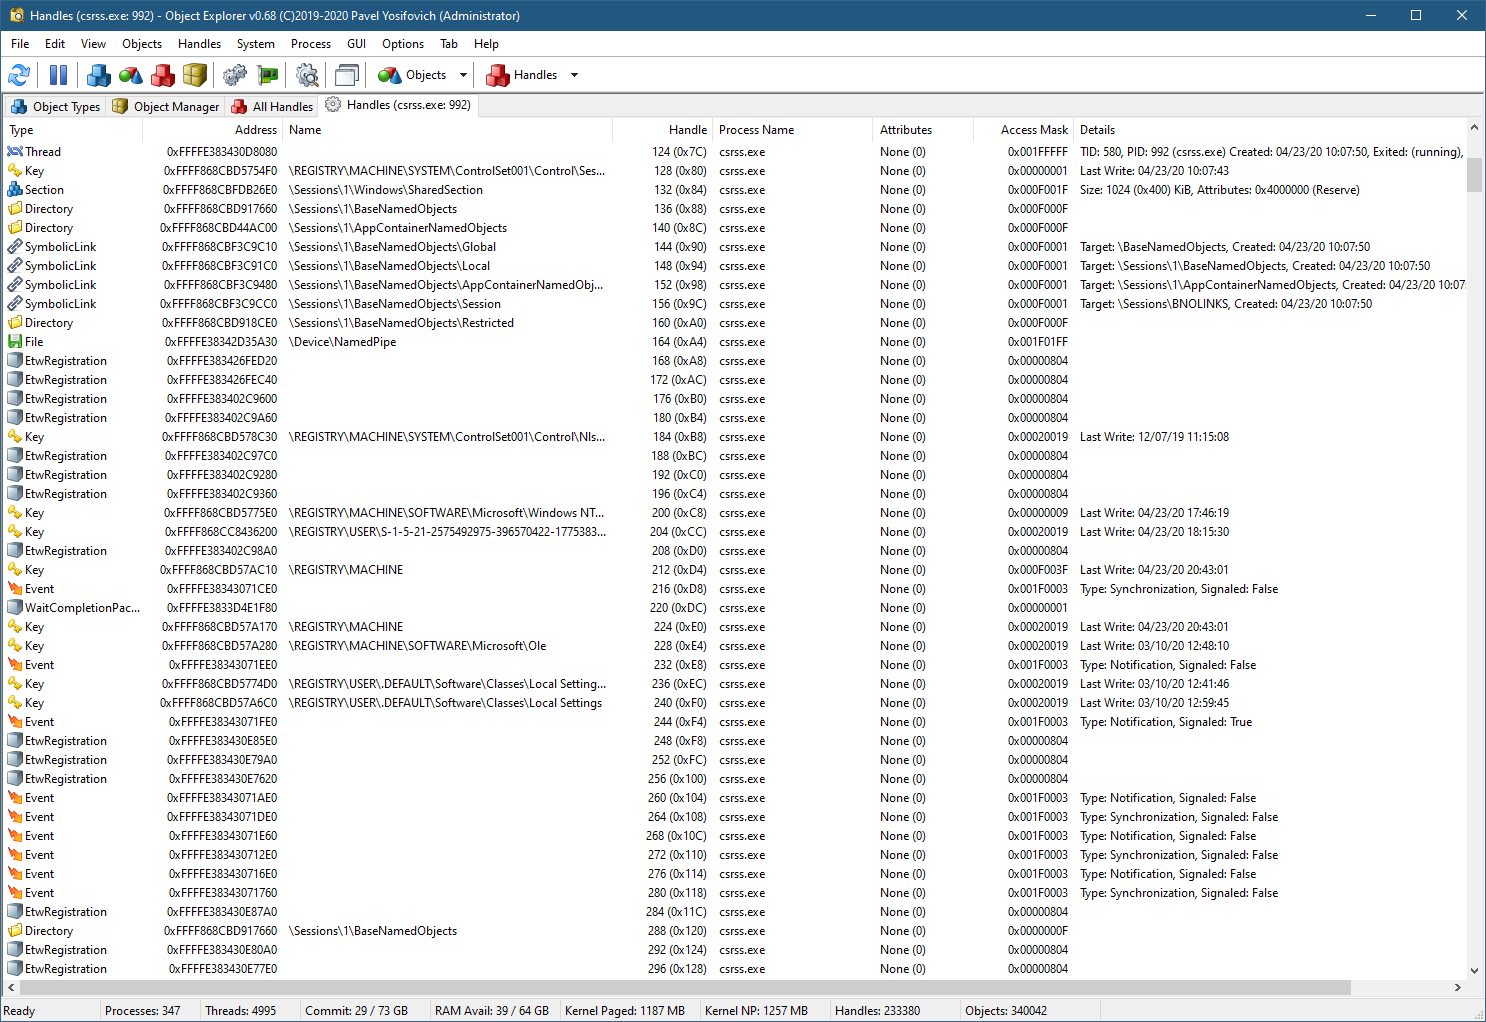 Handles (csrss.exe: 992) - Object Explorer v0.68 (C)2019-2020 Pavel Yosifovich (Administrator)
File Edit View Objects Handles System Process GUI Options Tab Help
Objects Handles
Object Types Object Manager All Handles Handles (csrss.exe: 992)
Type Address Name Handle Process Name Attributes Access Mask Details
Thread 0xFFFFE383430D8080 124 (0x7C) csrss.exe None (0) 0x001FFFFF TID: 580, PID: 992 (csrss.exe) Created: 04/23/20 10:07:50, Exited: (running),
Key 0xFFFF868CBD5754F0 \REGISTRY\MACHINE\SYSTEM\ControlSet001\Control\Ses... 128 (0x80) csrss.exe None (0) 0x00000001 Last Write: 04/23/20 10:07:43
Section 0xFFFF868CBFDB26E0 \Sessions\1\Windows\SharedSection 132 (0x84) csrss.exe None (0) 0x000F001F Size: 1024 (0x400) KiB, Attributes: 0x4000000 (Reserve)
Directory 0xFFFF868CBD917660 \Sessions\1\BaseNamedObjects 136 (0x88) csrss.exe None (0) 0x000F000F
Directory 0xFFFF868CBD44AC00 \Sessions\1\AppContainerNamedObjects 140 (0x8C) csrss.exe None (0) 0x000F000F
SymbolicLink 0xFFFF868CBF3C9C10 \Sessions\1\BaseNamedObjects\Global 144 (0x90) csrss.exe None (0) 0x000F0001 Target: \BaseNamedObjects, Created: 04/23/20 10:07:50
SymbolicLink 0xFFFF868CBF3C91C0 \Sessions\1\BaseNamedObjects\Local 148 (0x94) csrss.exe None (0) 0x000F0001 Target: \Sessions\1\BaseNamedObjects, Created: 04/23/20 10:07:50
SymbolicLink 0xFFFF868CBF3C9480 \Sessions\1\BaseNamedObjects\AppContainerNamedObj... 152 (0x98) csrss.exe None (0) 0x000F0001 Target: \Sessions\1\AppContainerNamedObjects, Created: 04/23/20 10:07:
SymbolicLink 0xFFFF868CBF3C9CC0 \Sessions\1\BaseNamedObjects\Session 156 (0x9C) csrss.exe None (0) 0x000F0001 Target: \Sessions\BNOLINKS, Created: 04/23/20 10:07:50
Directory 0xFFFF868CBD918CE0 \Sessions\1\BaseNamedObjects\Restricted 160 (0xA0) csrss.exe None (0) 0x000F000F
File 0xFFFFE38342D35A30 \Device\NamedPipe 164 (0xA4) csrss.exe None (0) 0x001F01FF
EtwRegistration 0xFFFFE383426FED20 168 (0xA8) csrss.exe None (0) 0x00000804
EtwRegistration 0xFFFFE383426FEC40 172 (0xAC) csrss.exe None (0) 0x00000804
EtwRegistration 0xFFFFE383402C9600 176 (0xB0) csrss.exe None (0) 0x00000804
EtwRegistration 0xFFFFE383402C9A60 180 (0xB4) csrss.exe None (0) 0x00000804
Key 0xFFFF868CBD578C30 \REGISTRY\MACHINE\SYSTEM\ControlSet001\Control\Nls... 184 (0xB8) csrss.exe None (0) 0x00020019 Last Write: 12/07/19 11:15:08
EtwRegistration 0xFFFFE383402C97C0 188 (0xBC) csrss.exe None (0) 0x00000804
EtwRegistration 0xFFFFE383402C9280 192 (0xC0) csrss.exe None (0) 0x00000804
EtwRegistration 0xFFFFE383402C9360 196 (0xC4) csrss.exe None (0) 0x00000804
Key 0xFFFF868CBD5775E0 \REGISTRY\MACHINE\SOFTWARE\Microsoft\Windows NT... 200 (0xC8) csrss.exe None (0) 0x00000009 Last Write: 04/23/20 17:46:19
Key 0xFFFF868CC8436200 \REGISTRY\USER\S-1-5-21-2575492975-396570422-1775383... 204 (0xCC) csrss.exe None (0) 0x00020019 Last Write: 04/23/20 18:15:30
EtwRegistration 0xFFFFE383402C98A0 208 (0xD0) csrss.exe None (0) 0x00000804
Key 0xFFFF868CBD57AC10 \REGISTRY\MACHINE 212 (0xD4) csrss.exe None (0) 0x000F003F Last Write: 04/23/20 20:43:01
Event 0xFFFFE38343071CE0 216 (0xD8) csrss.exe None (0) 0x001F0003 Type: Synchronization, Signaled: False
WaitCompletionPac... 0xFFFFE3833D4E1F80 220 (0xDC) csrss.exe None (0) 0x00000001
Key 0xFFFF868CBD57A170 \REGISTRY\MACHINE 224 (0xE0) csrss.exe None (0) 0x00020019 Last Write: 04/23/20 20:43:01
Key 0xFFFF868CBD57A280 \REGISTRY\MACHINE\SOFTWARE\Microsoft\Ole 228 (0xE4) csrss.exe None (0) 0x00020019 Last Write: 03/10/20 12:48:10
Event 0xFFFFE38343071EE0 232 (0xE8) csrss.exe None (0) 0x001F0003 Type: Notification, Signaled: False
Key 0xFFFF868CBD5774D0 \REGISTRY\USER\.DEFAULT\Software\Classes\Local Setting... 236 (0xEC) csrss.exe None (0) 0x00020019 Last Write: 03/10/20 12:41:46
Key 0xFFFF868CBD57A6C0 \REGISTRY\USER\.DEFAULT\Software\Classes\Local Settings 240 (0xF0) csrss.exe None (0) 0x00020019 Last Write: 03/10/20 12:59:45
Event 0xFFFFE38343071FE0 244 (0xF4) csrss.exe None (0) 0x001F0003 Type: Notification, Signaled: True
EtwRegistration 0xFFFFE383430E85E0 248 (0xF8) csrss.exe None (0) 0x00000804
EtwRegistration 0xFFFFE383430E79A0 252 (0xFC) csrss.exe None (0) 0x00000804
EtwRegistration 0xFFFFE383430E7620 256 (0x100) csrss.exe None (0) 0x00000804
Event 0xFFFFE38343071AE0 260 (0x104) csrss.exe None (0) 0x001F0003 Type: Notification, Signaled: False
Event 0xFFFFE38343071DE0 264 (0x108) csrss.exe None (0) 0x001F0003 Type: Synchronization, Signaled: False
Event 0xFFFFE38343071E60 268 (0x10C) csrss.exe None (0) 0x001F0003 Type: Notification, Signaled: False
Event 0xFFFFE383430712E0 272 (0x110) csrss.exe None (0) 0x001F0003 Type: Synchronization, Signaled: False
Event 0xFFFFE383430716E0 276 (0x114) csrss.exe None (0) 0x001F0003 Type: Notification, Signaled: False
Event 0xFFFFE38343071760 280 (0x118) csrss.exe None (0) 0x001F0003 Type: Synchronization, Signaled: False
EtwRegistration 0xFFFFE383430E87A0 284 (0x11C) csrss.exe None (0) 0x00000804
Directory 0xFFFF868CBD917660 \Sessions\1\BaseNamedObjects 288 (0x120) csrss.exe None (0) 0x0000000F
EtwRegistration 0xFFFFE383430E80A0 292 (0x124) csrss.exe None (0) 0x00000804
EtwRegistration 0xFFFFE383430E77E0 296 (0x128) csrss.exe None (0) 0x00000804
Ready Processes: 347 Threads: 4995 Commit: 29 / 73 GB RAM Avail: 39 / 64 GB Kernel Paged: 1187 MB Kernel NP: 1257 MB Handles: 233380 Objects: 340042